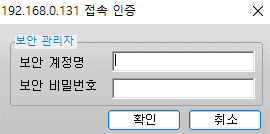 192.168.0.131 접속 인증
보안 관리자
보안 계정명
보안 비밀번호
확인 취소